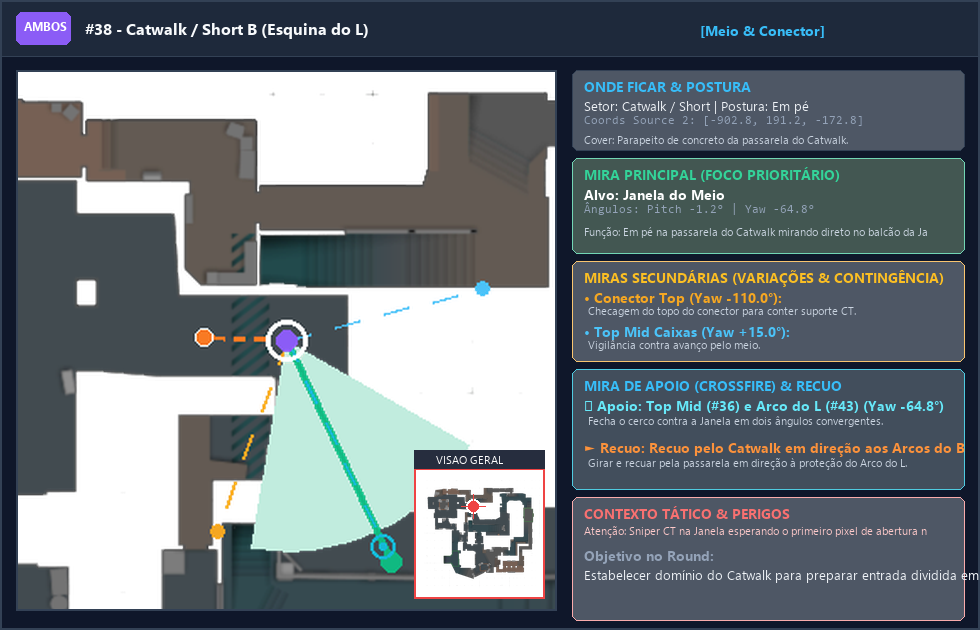 AMBOS
#38 - Catwalk / Short B (Esquina do L)
[Meio & Conector]
ONDE FICAR & POSTURA
Setor: Catwalk / Short | Postura: Em pé
Coords Source 2: [-902.8, 191.2, -172.8]
Cover: Parapeito de concreto da passarela do Catwalk.
MIRA PRINCIPAL (FOCO PRIORITÁRIO)
Alvo: Janela do Meio
Ângulos: Pitch -1.2° | Yaw -64.8°
Função: Em pé na passarela do Catwalk mirando direto no balcão da Ja
MIRAS SECUNDÁRIAS (VARIAÇÕES & CONTINGÊNCIA)
• Conector Top (Yaw -110.0°):
Checagem do topo do conector para conter suporte CT.
• Top Mid Caixas (Yaw +15.0°):
Vigilância contra avanço pelo meio.
MIRA DE APOIO (CROSSFIRE) & RECUO
Apoio: Top Mid (#36) e Arco do L (#43) (Yaw -64.8°)
Fecha o cerco contra a Janela em dois ângulos convergentes.
► Recuo: Recuo pelo Catwalk em direção aos Arcos do B
Girar e recuar pela passarela em direção à proteção do Arco do L.
CONTEXTO TÁTICO & PERIGOS
Atenção: Sniper CT na Janela esperando o primeiro pixel de abertura n
Objetivo no Round:
Estabelecer domínio do Catwalk para preparar entrada dividida em
VISAO GERAL